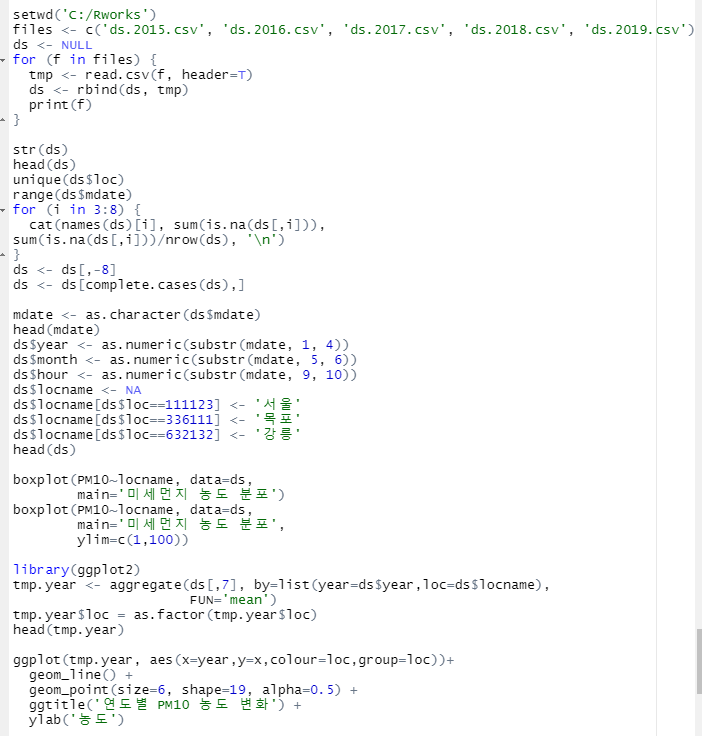 setwd('C:/Rworks')
files <- c('ds.2015.csv', 'ds.2016.csv', 'ds.2017.csv', 'ds.2018.csv', 'ds.2019.csv')
ds <- NULL
for (f in files) {
  tmp <- read.csv(f, header=T)
  ds <- rbind(ds, tmp)
  print(f)
}

str(ds)
head(ds)
unique(ds$loc)
range(ds$mdate)
for (i in 3:8) {
  cat(names(ds)[i], sum(is.na(ds[,i])),
sum(is.na(ds[,i]))/nrow(ds), '\n')
}
ds <- ds[,-8]
ds <- ds[complete.cases(ds),]

mdate <- as.character(ds$mdate)
head(mdate)
ds$year <- as.numeric(substr(mdate, 1, 4))
ds$month <- as.numeric(substr(mdate, 5, 6))
ds$hour <- as.numeric(substr(mdate, 9, 10))
ds$locname <- NA
ds$locname[ds$loc==111123] <- '서울'
ds$locname[ds$loc==336111] <- '목포'
ds$locname[ds$loc==632132] <- '강릉'
head(ds)

boxplot(PM10~locname, data=ds,
        main='미세먼지 농도 분포')
boxplot(PM10~locname, data=ds,
        main='미세먼지 농도 분포',
        ylim=c(1,100))

library(ggplot2)
tmp.year <- aggregate(ds[,7], by=list(year=ds$year,loc=ds$locname),
                      FUN='mean')
tmp.year$loc = as.factor(tmp.year$loc)
head(tmp.year)

ggplot(tmp.year, aes(x=year,y=x,colour=loc,group=loc))+
  geom_line() +
  geom_point(size=6, shape=19, alpha=0.5) +
  ggtitle('연도별 PM10 농도 변화') +
  ylab('농도')